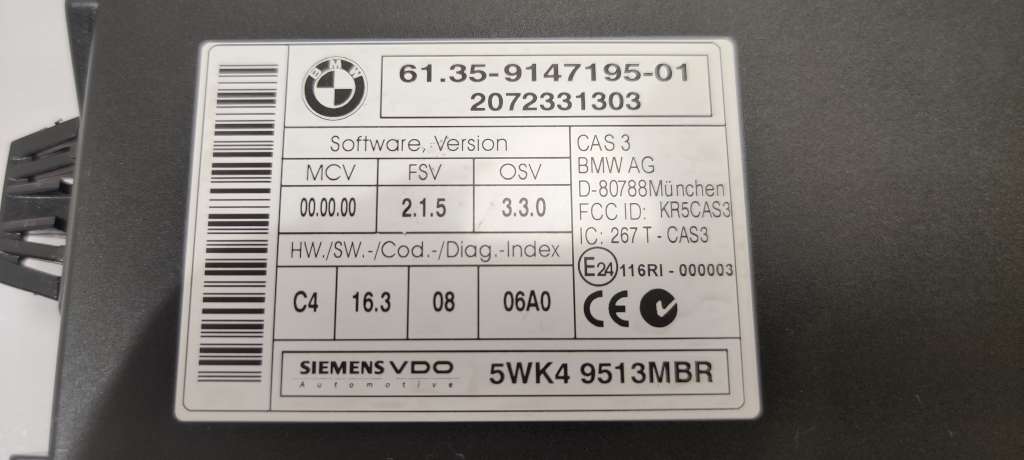 BMW
61.35-9147195-01
2072331303
Software, Version
MCV FSV OSV
00.00.00 2.1.5 3.3.0
HW./SW.-/Cod.-/Diag.-Index
C4 16.3 08 06A0
CAS 3
BMW AG
D-80788München
FCC ID: KR5CAS3
IC: 267 T - CAS3
E24 116RI - 000003
CE
SIEMENS VDO
Automotive
5WK4 9513MBR